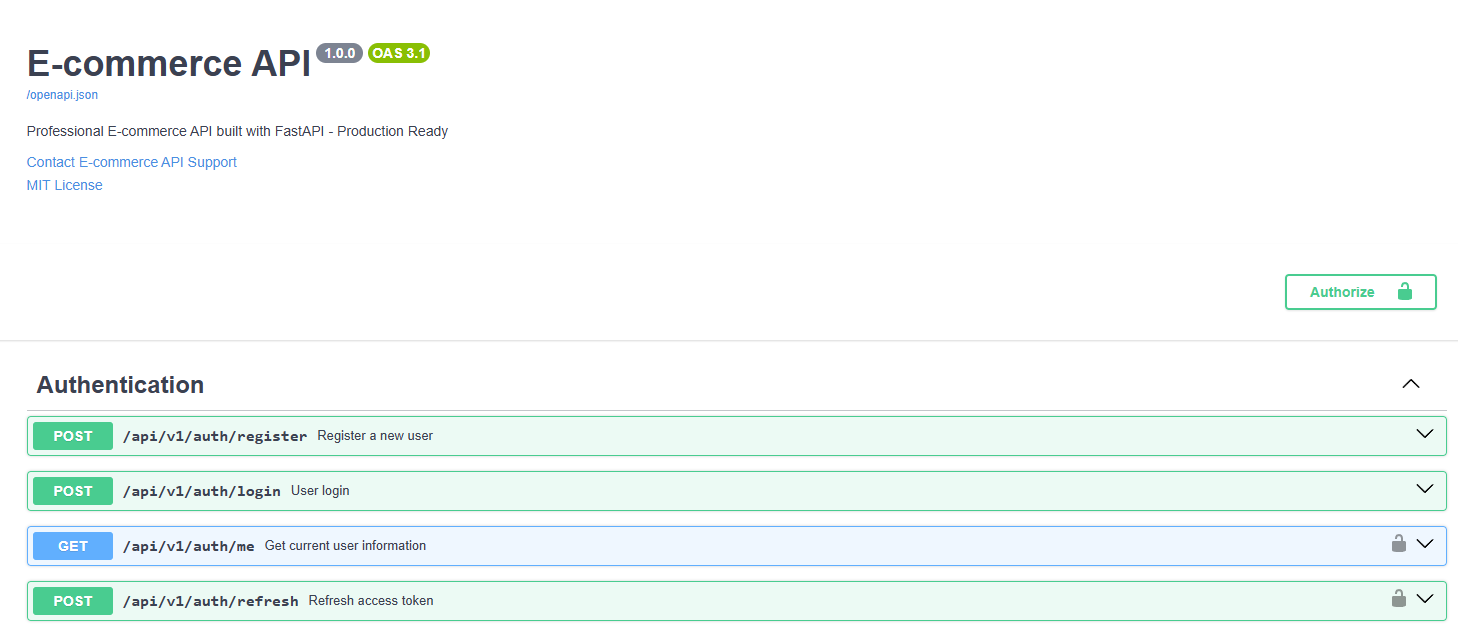 E-commerce API 1.0.0 OAS 3.1
/openapi.json
Professional E-commerce API built with FastAPI - Production Ready
Contact E-commerce API Support
MIT License
Authorize
Authentication
POST /api/v1/auth/register Register a new user
POST /api/v1/auth/login User login
GET /api/v1/auth/me Get current user information
POST /api/v1/auth/refresh Refresh access token